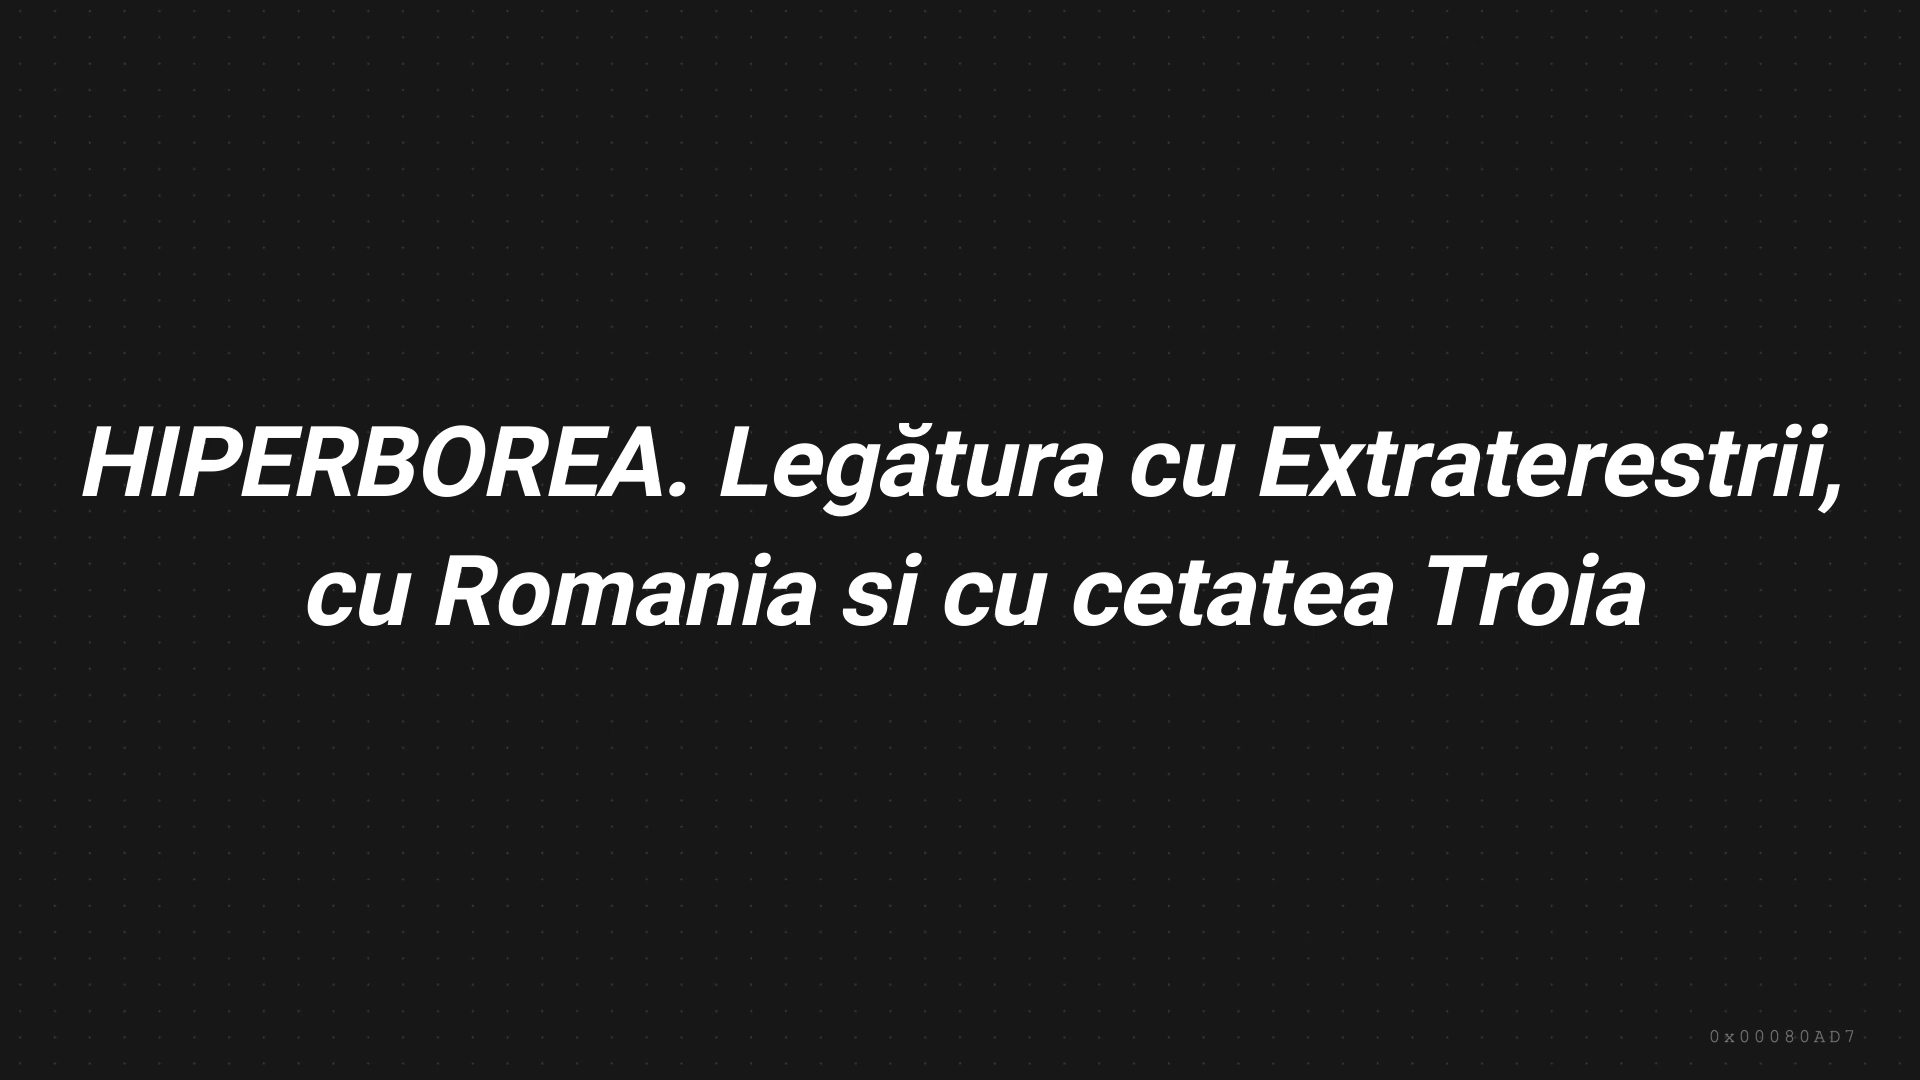 HIPERBOREA. Legătura cu Extraterestrii,
cu Romania si cu cetatea Troia
0x00080AD7